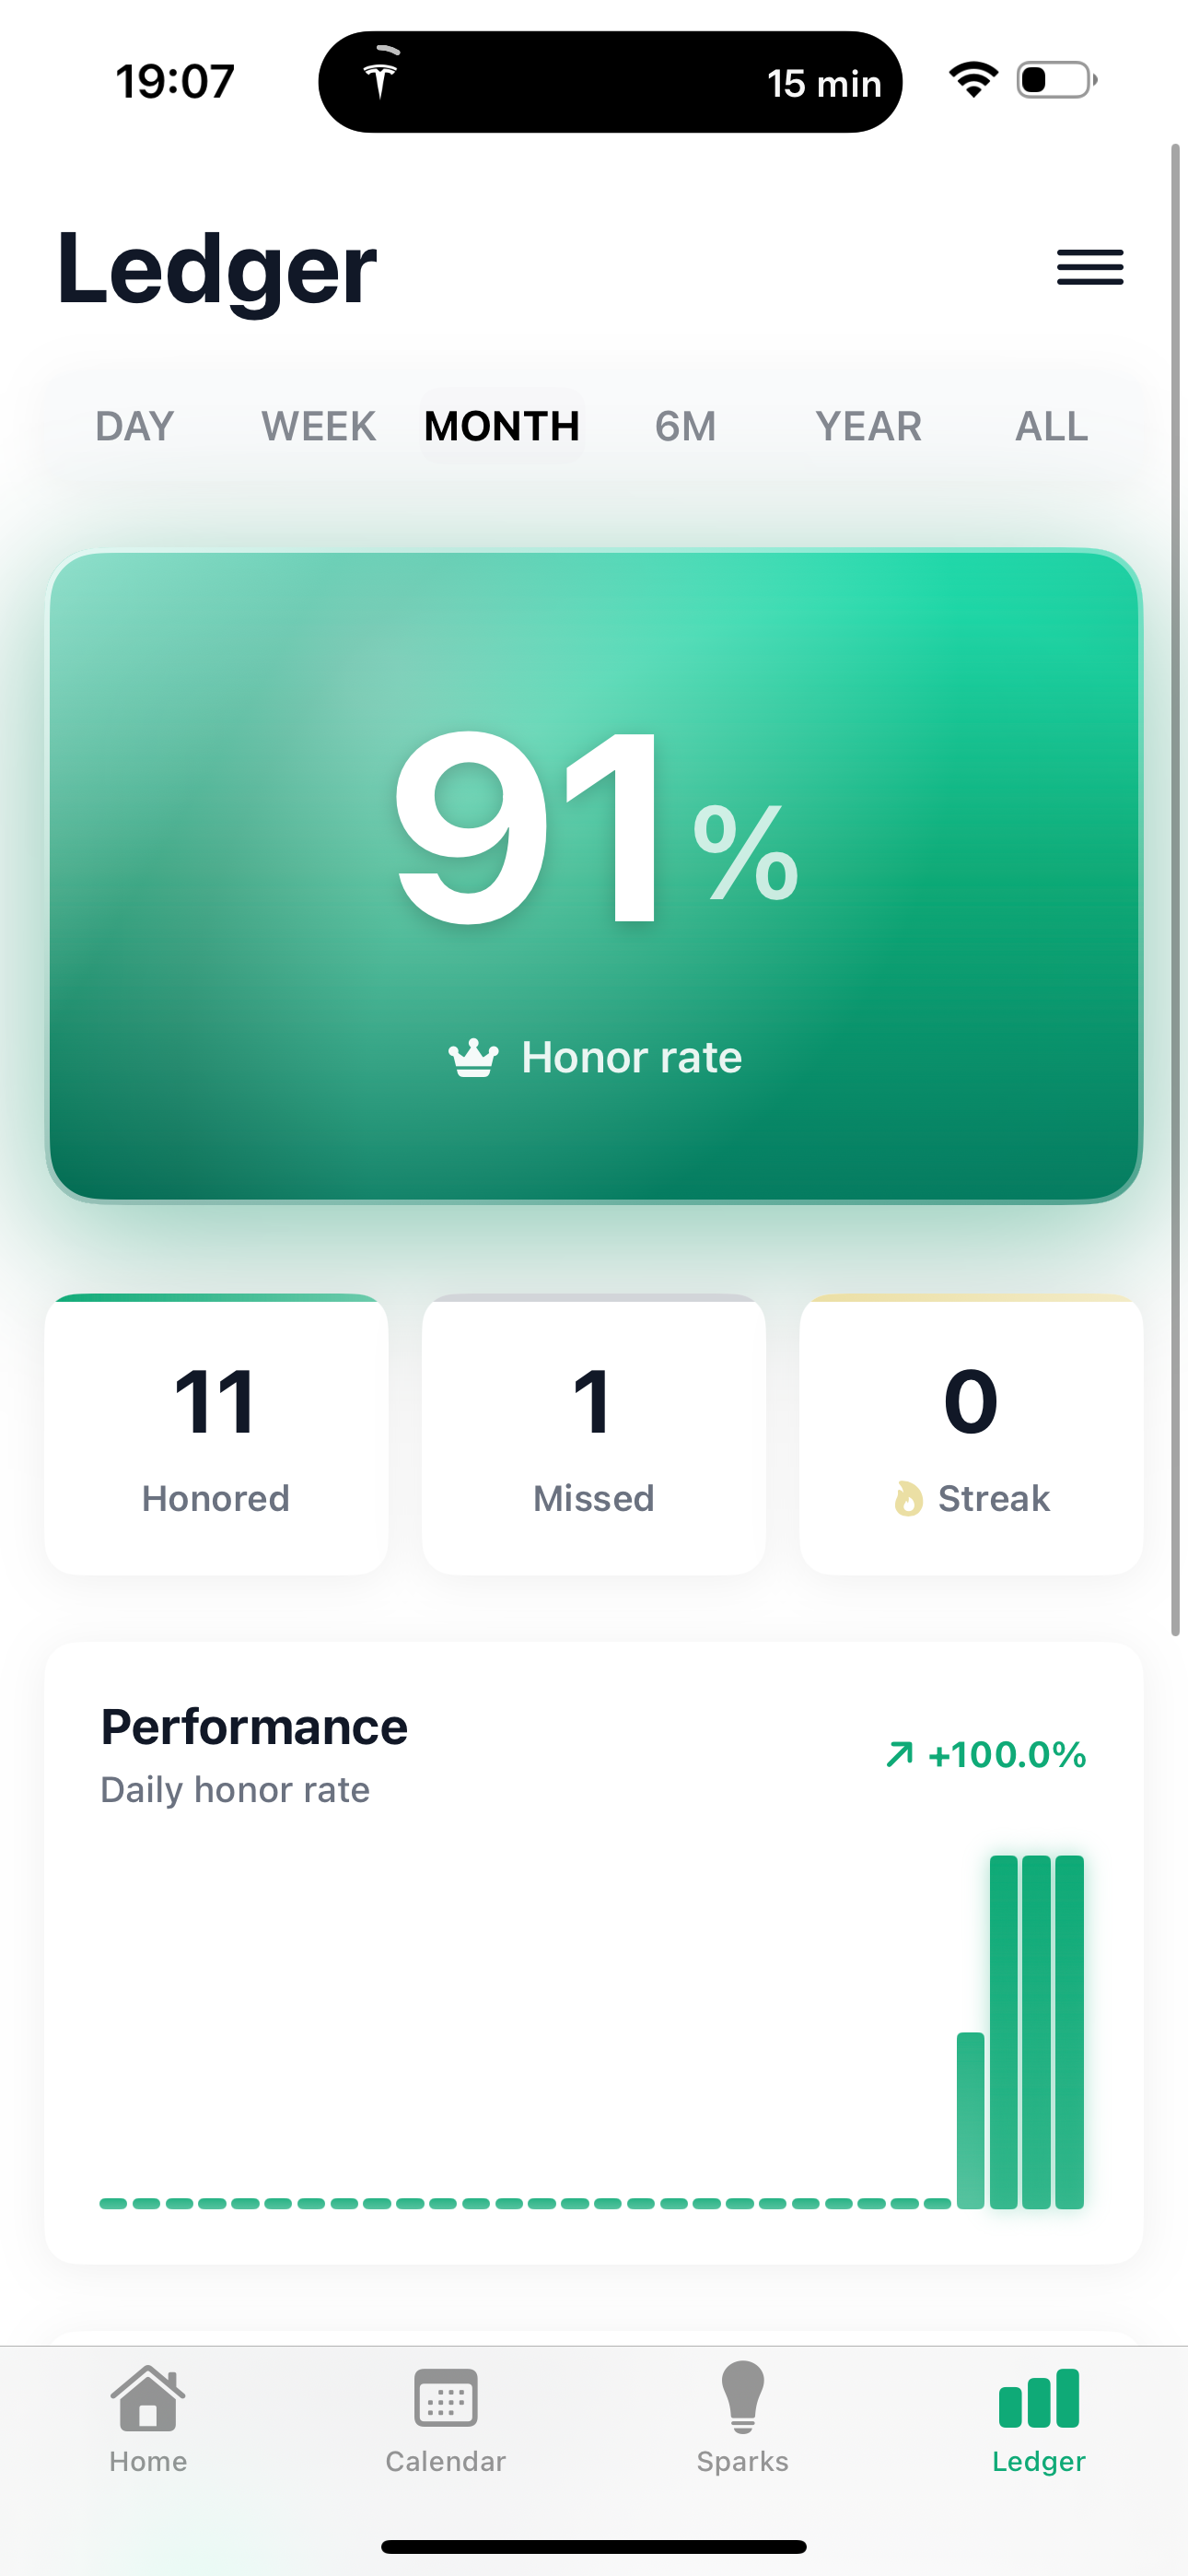 19:07
15 min
Ledger
DAY WEEK MONTH 6M YEAR ALL
91%
Honor rate
11 1 0
Honored Missed Streak
Performance
+100.0%
Daily honor rate
Home Calendar Sparks Ledger